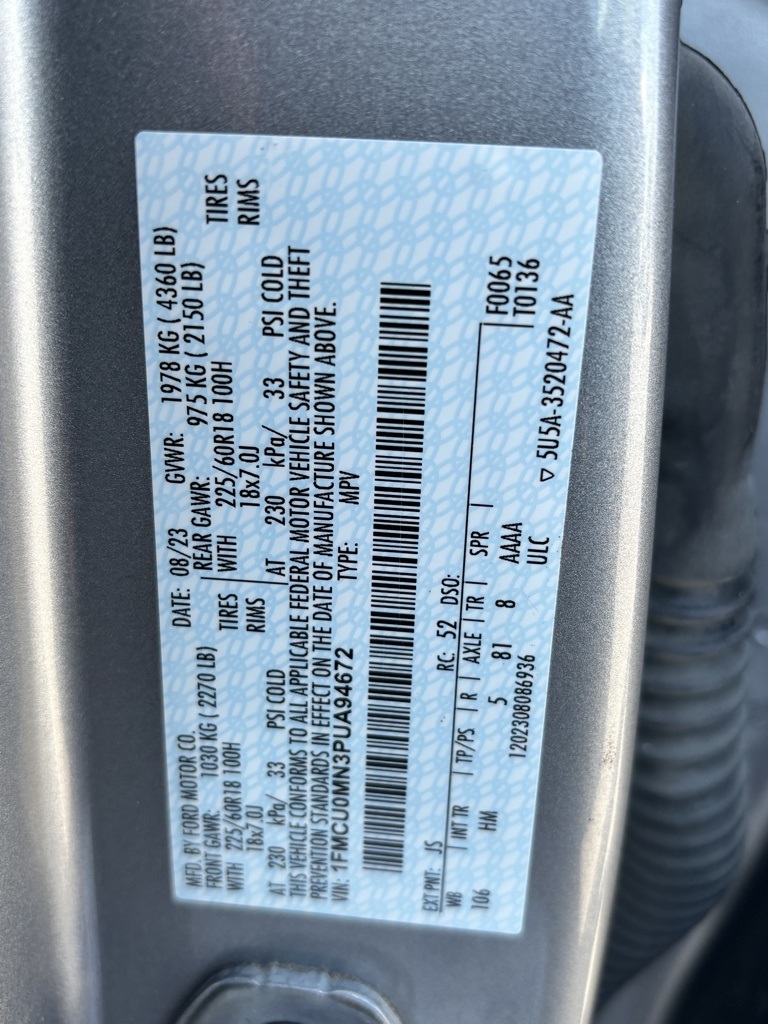 MFD. BY FORD MOTOR CO. DATE: 08/23 GVWR: 1978 KG ( 4360 LB)
FRONT GAWR: 1030 KG ( 2270 LB) REAR GAWR: 975 KG ( 2150 LB)
WITH 225/60R18 100H TIRES WITH 225/60R18 100H TIRES
18x7.0J RIMS 18x7.0J RIMS
AT 230 kPa/ 33 PSI COLD AT 230 kPa/ 33 PSI COLD
THIS VEHICLE CONFORMS TO ALL APPLICABLE FEDERAL MOTOR VEHICLE SAFETY AND THEFT
PREVENTION STANDARDS IN EFFECT ON THE DATE OF MANUFACTURE SHOWN ABOVE.
VIN: 1FMCU0MN3PUA94672 TYPE: MPV
EXT PNT: JS RC: 52 DSO: F0065
WB INT TR TP/PS R AXLE TR SPR T0136
106 HM 5 81 8 AAAA
1202308086936 ULC ▽ 5U5A-3520472-AA